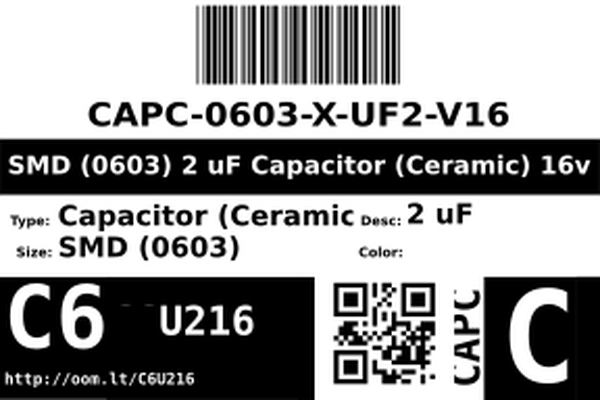 CAPC-0603-X-UF2-V16
SMD (0603) 2 uF Capacitor (Ceramic) 16v
Type: Capacitor (Ceramic Desc: 2 uF
Size: SMD (0603) Color:
C6 U216
http://oom.lt/C6U216
CAPC
C